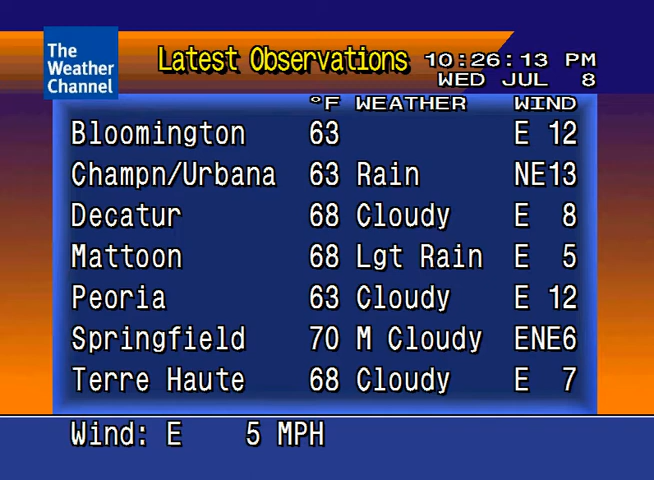 The
Weather
Channel
Latest Observations
10:26:13 PM
WED JUL 8
°F WEATHER WIND
Bloomington 63 E 12
Champn/Urbana 63 Rain NE13
Decatur 68 Cloudy E 8
Mattoon 68 Lgt Rain E 5
Peoria 63 Cloudy E 12
Springfield 70 M Cloudy ENE6
Terre Haute 68 Cloudy E 7
Wind: E 5 MPH